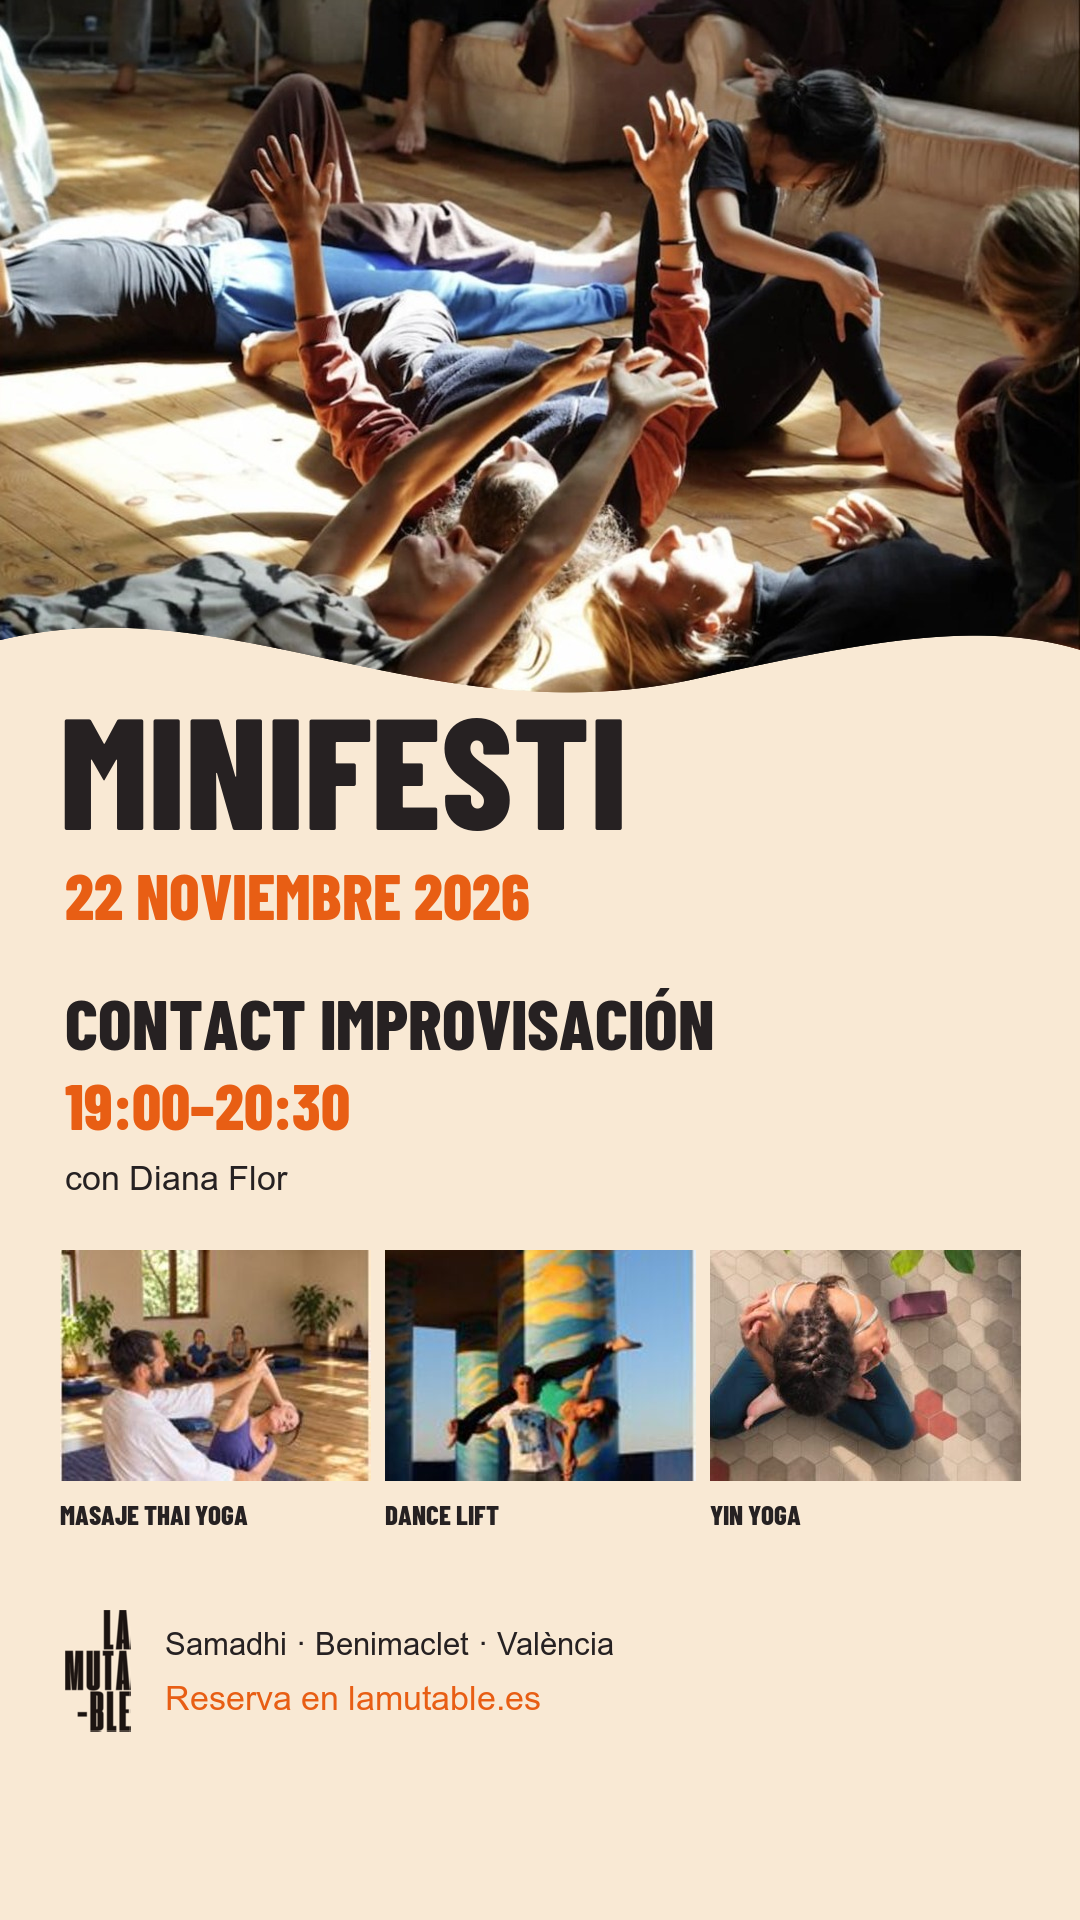 MINIFESTI
22 NOVIEMBRE 2026
CONTACT IMPROVISACIÓN
19:00–20:30
con Diana Flor
MASAJE THAI YOGA
DANCE LIFT
YIN YOGA
LA
MUTA
-BLE
Samadhi · Benimaclet · València
Reserva en lamutable.es